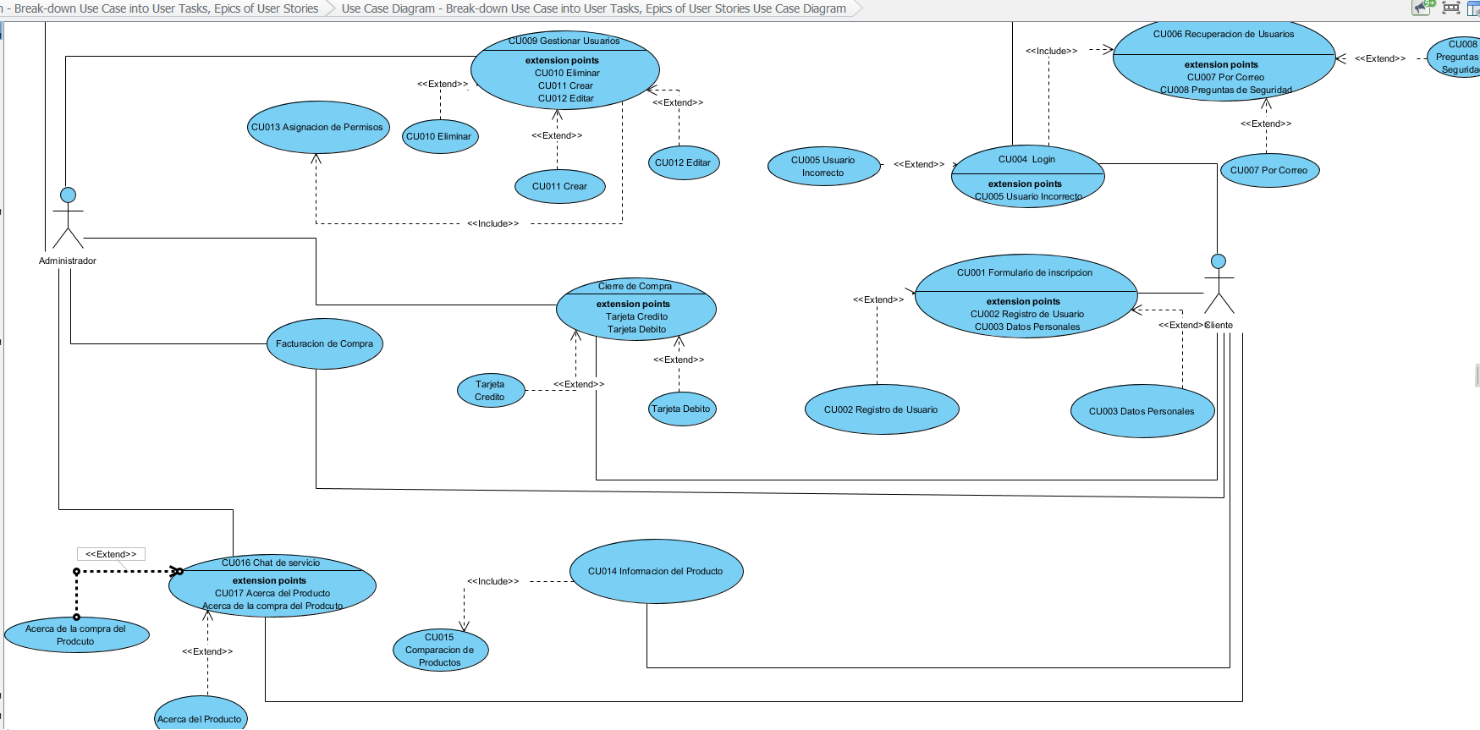 n - Break-down Use Case into User Tasks, Epics of User Stories
Use Case Diagram - Break-down Use Case into User Tasks, Epics of User Stories Use Case Diagram
CU009 Gestionar Usuarios
extension points
CU010 Eliminar
CU011 Crear
CU012 Editar
<<Extend>>
<<Extend>>
<<Extend>>
CU013 Asignacion de Permisos
CU010 Eliminar
CU011 Crear
CU012 Editar
<<Include>>
Administrador
CU006 Recuperacion de Usuarios
extension points
CU007 Por Correo
CU008 Preguntas de Seguridad
<<Include>>
<<Extend>>
CU008
Preguntas
Segurida
<<Extend>>
CU007 Por Correo
CU005 Usuario
Incorrecto
<<Extend>>
CU004 Login
extension points
CU005 Usuario Incorrecto
CU001 Formulario de inscripcion
extension points
CU002 Registro de Usuario
CU003 Datos Personales
<<Extend>>
<<Extend>>
Cliente
CU002 Registro de Usuario
CU003 Datos Personales
Cierre de Compra
extension points
Tarjeta Credito
Tarjeta Debito
Facturacion de Compra
<<Extend>>
<<Extend>>
Tarjeta
Credito
Tarjeta Debito
<<Extend>>
CU016 Chat de servicio
extension points
CU017 Acerca del Producto
Acerca de la compra del Prodcuto
Acerca de la compra del
Prodcuto
<<Extend>>
Acerca del Producto
CU014 Informacion del Producto
<<Include>>
CU015
Comparacion de
Productos